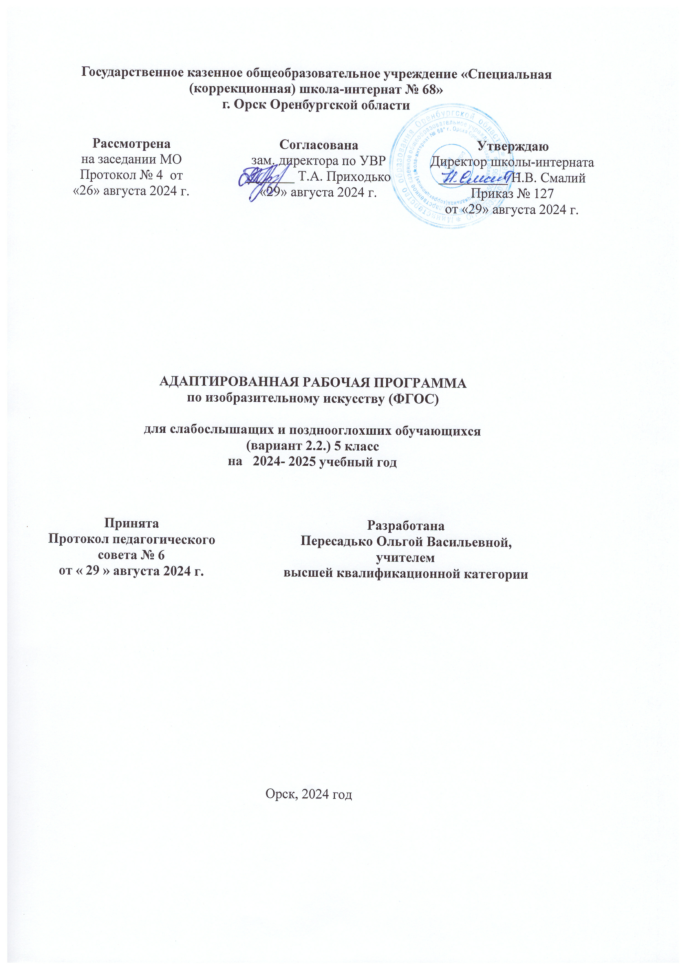 Государственное казенное общеобразовательное учреждение «Специальная
(коррекционная) школа-интернат № 68»
г. Орск Оренбургской области
Рассмотрена
на заседании МО
Протокол № 4 от
«26» августа 2024 г.
Согласована
зам. директора по УВР
Т.А. Приходько
«29» августа 2024 г.
Утверждаю
Директор школы-интерната
Н.В. Смалий
Приказ № 127
от «29» августа 2024 г.
АДАПТИРОВАННАЯ РАБОЧАЯ ПРОГРАММА
по изобразительному искусству (ФГОС)
для слабослышащих и позднооглохших обучающихся
(вариант 2.2.) 5 класс
на 2024- 2025 учебный год
Принята
Протокол педагогического
совета № 6
от « 29 » августа 2024 г.
Разработана
Пересадько Ольгой Васильевной,
учителем
высшей квалификационной категории
Орск, 2024 год